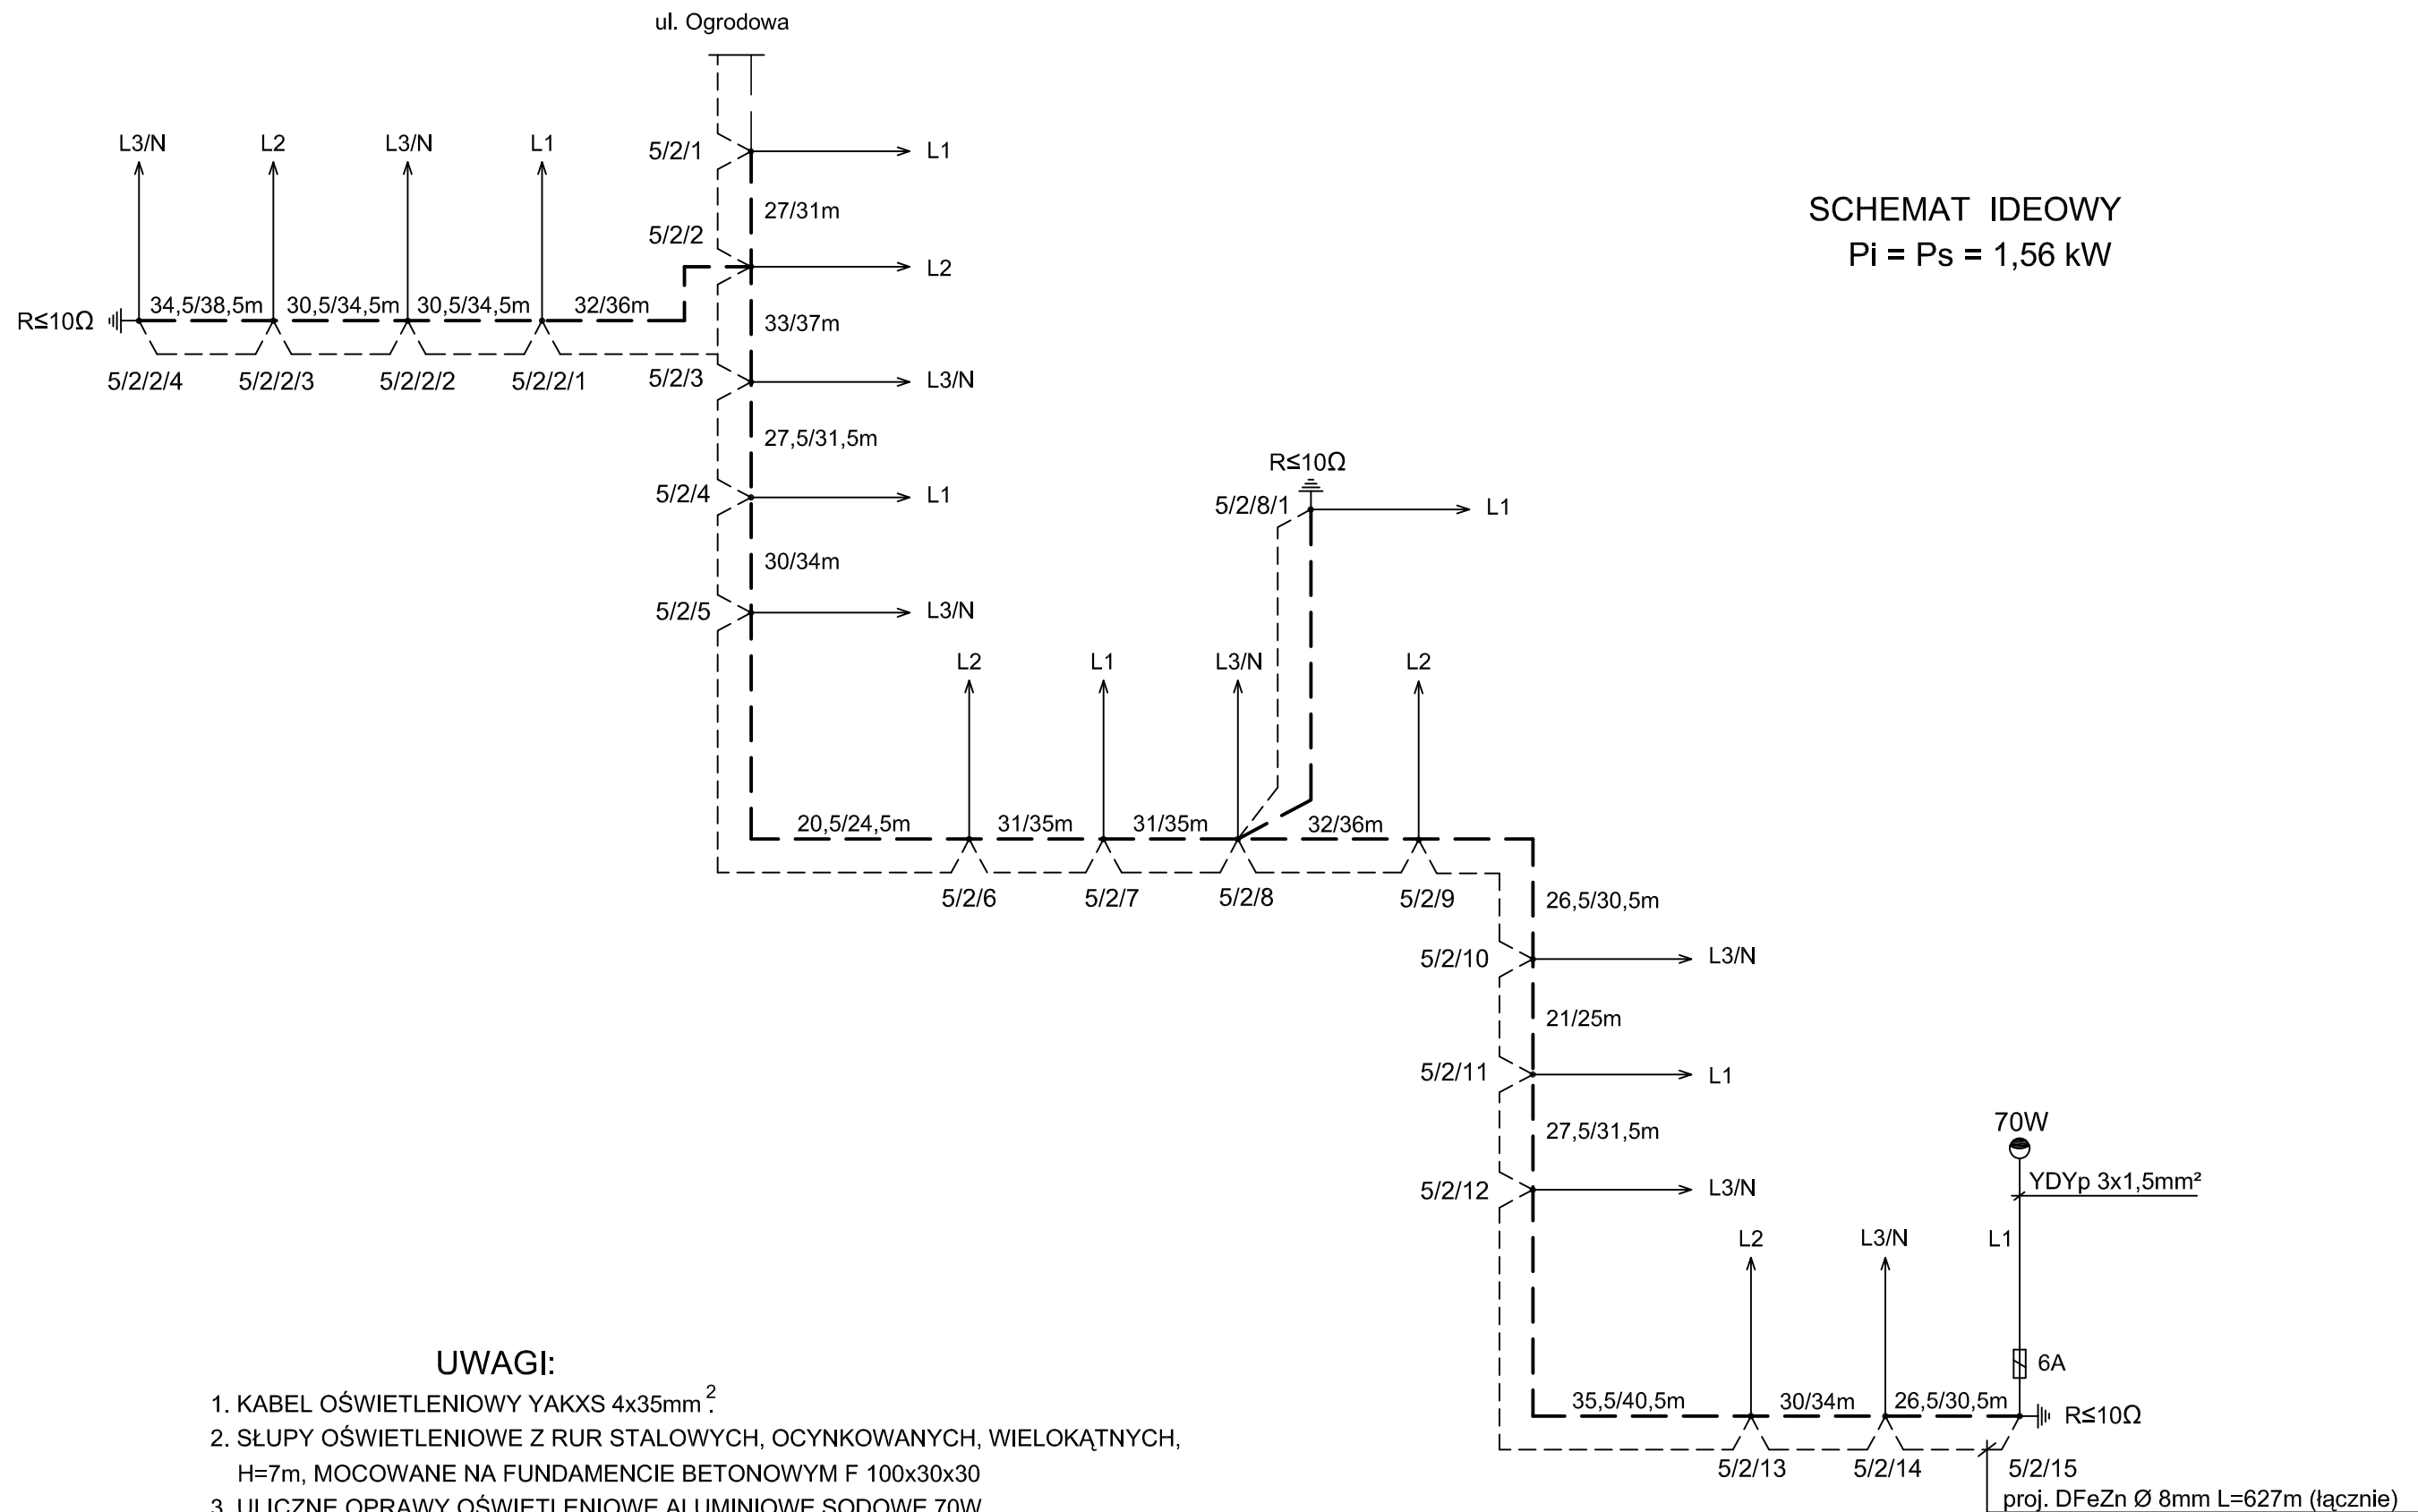 ul. Ogrodowa
SCHEMAT IDEOWY
Pi = Ps = 1,56 kW
L3/N
L2
L3/N
L1
5/2/1
L1
27/31m
5/2/2
L2
R≤10Ω
34,5/38,5m
30,5/34,5m
30,5/34,5m
32/36m
33/37m
5/2/2/4
5/2/2/3
5/2/2/2
5/2/2/1
5/2/3
L3/N
27,5/31,5m
5/2/4
L1
30/34m
5/2/5
L3/N
R≤10Ω
5/2/8/1
L1
L2
L1
L3/N
L2
20,5/24,5m
31/35m
31/35m
32/36m
5/2/6
5/2/7
5/2/8
5/2/9
26,5/30,5m
5/2/10
L3/N
21/25m
5/2/11
L1
27,5/31,5m
5/2/12
L3/N
70W
YDYp 3x1,5mm²
L2
L3/N
L1
6A
35,5/40,5m
30/34m
26,5/30,5m
R≤10Ω
5/2/13
5/2/14
5/2/15
proj. DFeZn Ø 8mm L=627m (łącznie)
UWAGI:
1. KABEL OŚWIETLENIOWY YAKXS 4x35mm².
2. SŁUPY OŚWIETLENIOWE Z RUR STALOWYCH, OCYNKOWANYCH, WIELOKĄTNYCH,
H=7m, MOCOWANE NA FUNDAMENCIE BETONOWYM F 100x30x30
3. ULICZNE OPRAWY OŚWIETLENIOWE ALUMINIOWE SODOWE 70W